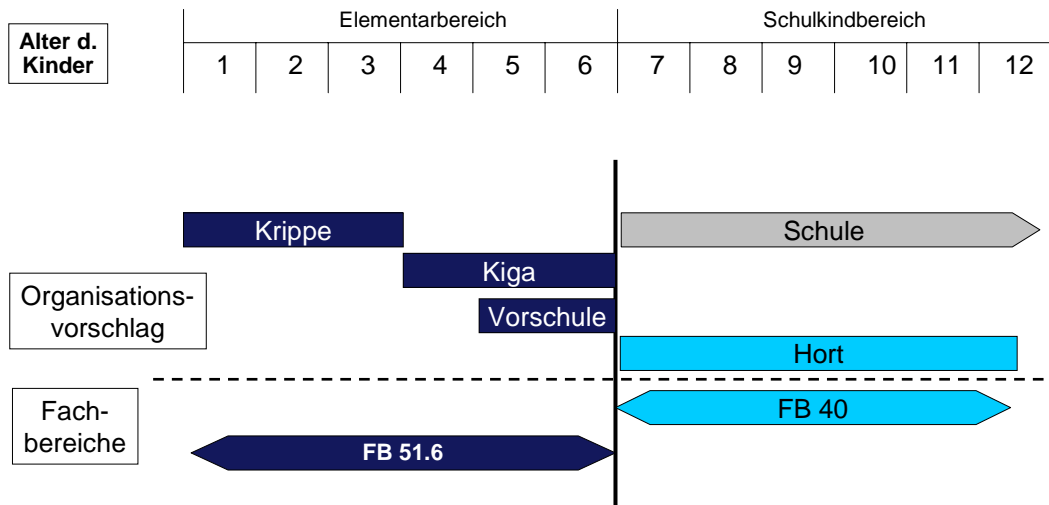 Elementarbereich
Schulkindbereich
Alter d.
Kinder
1 2 3 4 5 6 7 8 9 10 11 12
Krippe
Schule
Kiga
Organisations-
vorschlag
Vorschule
Hort
Fach-
bereiche
FB 40
FB 51.6